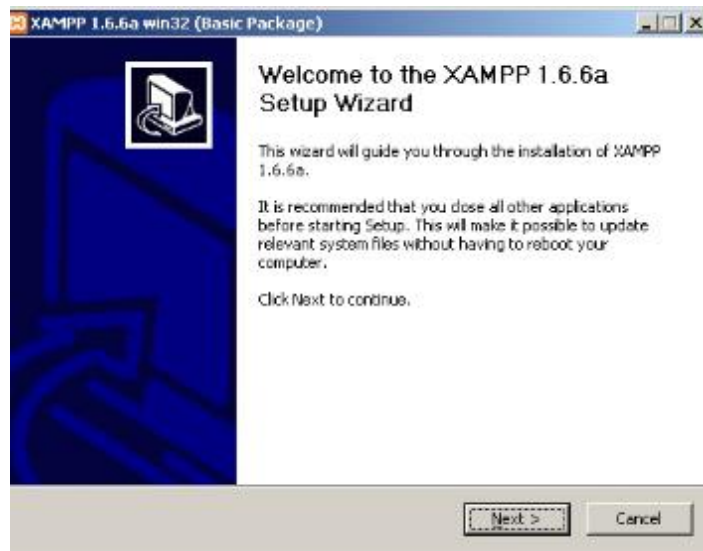 XAMPP 1.6.6a win32 (Basic Package)
Welcome to the XAMPP 1.6.6a
Setup Wizard
This wizard will guide you through the installation of XAMPP
1.6.6a.
It is recommended that you close all other applications
before starting Setup. This will make it possible to update
relevant system files without having to reboot your
computer.
Click Next to continue.
Next >
Cancel